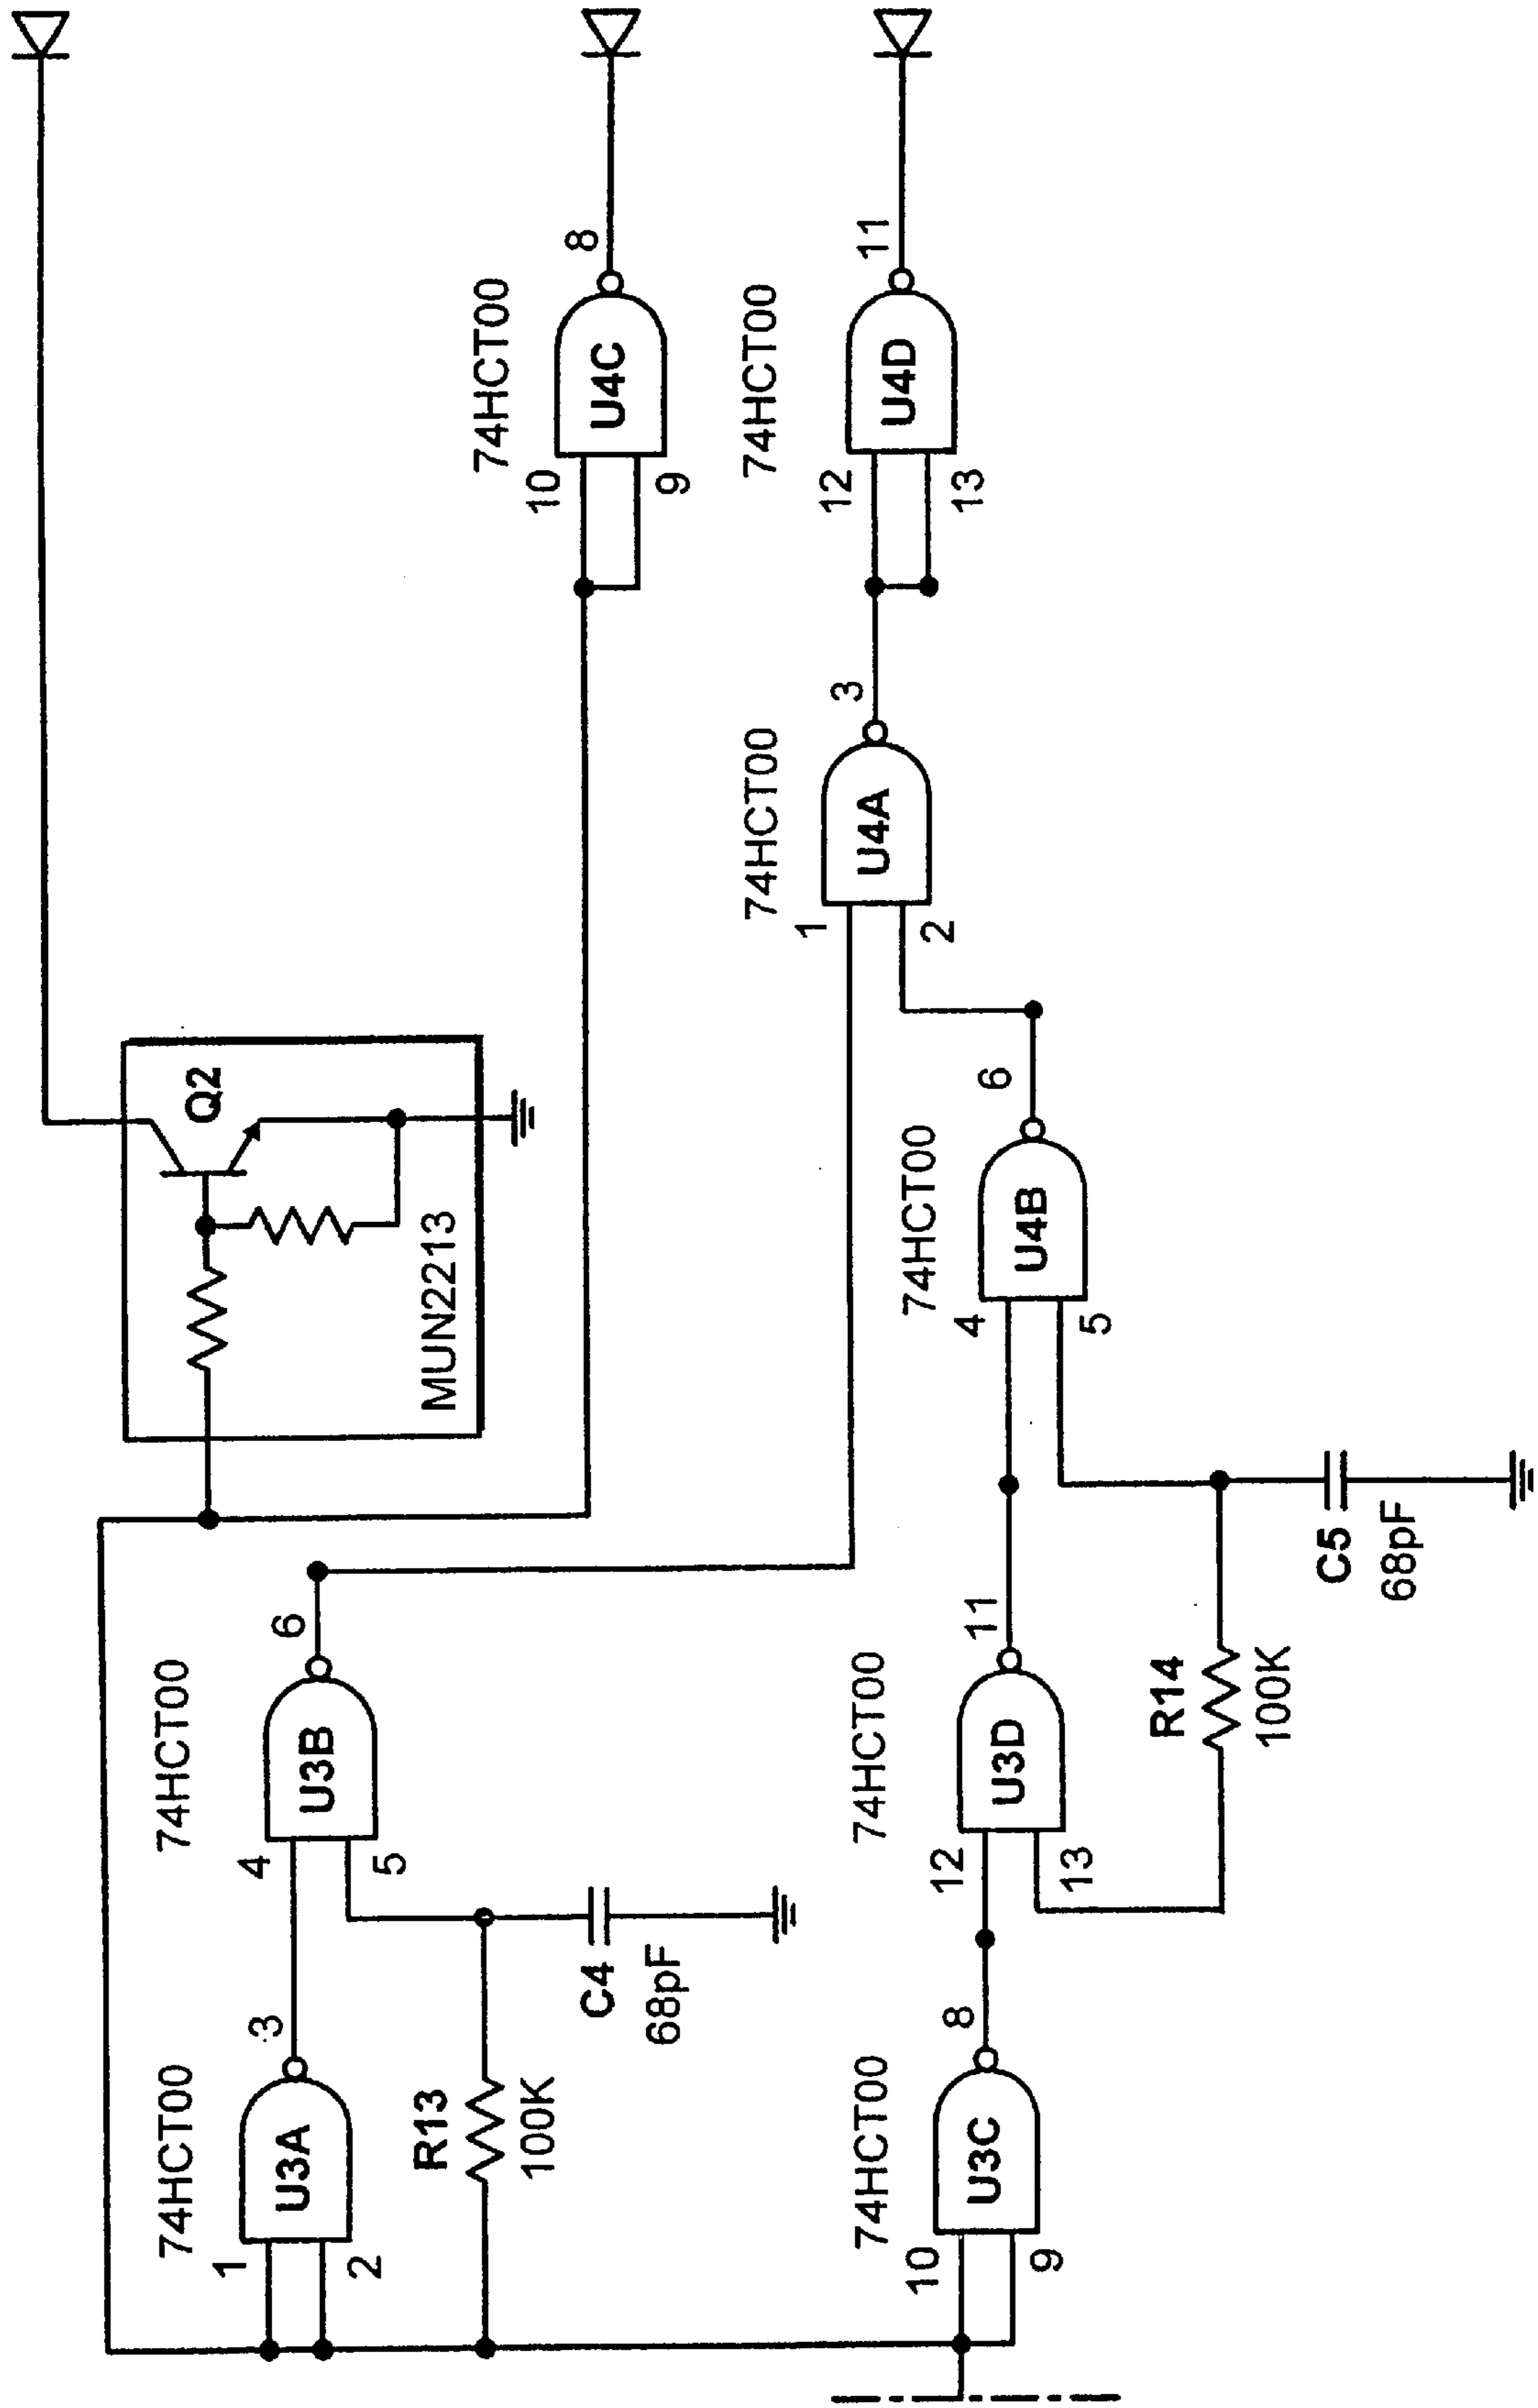 Q2
MUN2213
74HCT00
U3A
1
2
3
74HCT00
U3B
4
5
6
R13
100K
C4
68pF
74HCT00
U4C
10
9
8
74HCT00
U3C
10
9
8
74HCT00
U3D
12
13
11
R14
100K
C5
68pF
74HCT00
U4B
4
5
6
74HCT00
U4A
1
2
3
74HCT00
U4D
12
13
11